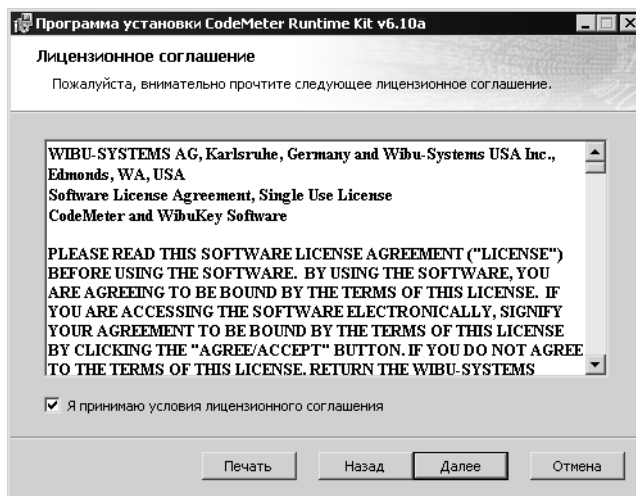 Программа установки CodeMeter Runtime Kit v6.10a
Лицензионное соглашение
Пожалуйста, внимательно прочтите следующее лицензионное соглашение.
WIBU-SYSTEMS AG, Karlsruhe, Germany and Wibu-Systems USA Inc.,
Edmonds, WA, USA
Software License Agreement, Single Use License
CodeMeter and WibuKey Software
PLEASE READ THIS SOFTWARE LICENSE AGREEMENT ("LICENSE")
BEFORE USING THE SOFTWARE. BY USING THE SOFTWARE, YOU
ARE AGREEING TO BE BOUND BY THE TERMS OF THIS LICENSE. IF
YOU ARE ACCESSING THE SOFTWARE ELECTRONICALLY, SIGNIFY
YOUR AGREEMENT TO BE BOUND BY THE TERMS OF THIS LICENSE
BY CLICKING THE "AGREE/ACCEPT" BUTTON. IF YOU DO NOT AGREE
TO THE TERMS OF THIS LICENSE. RETURN THE WIBU-SYSTEMS
Я принимаю условия лицензионного соглашения
Печать
Назад
Далее
Отмена